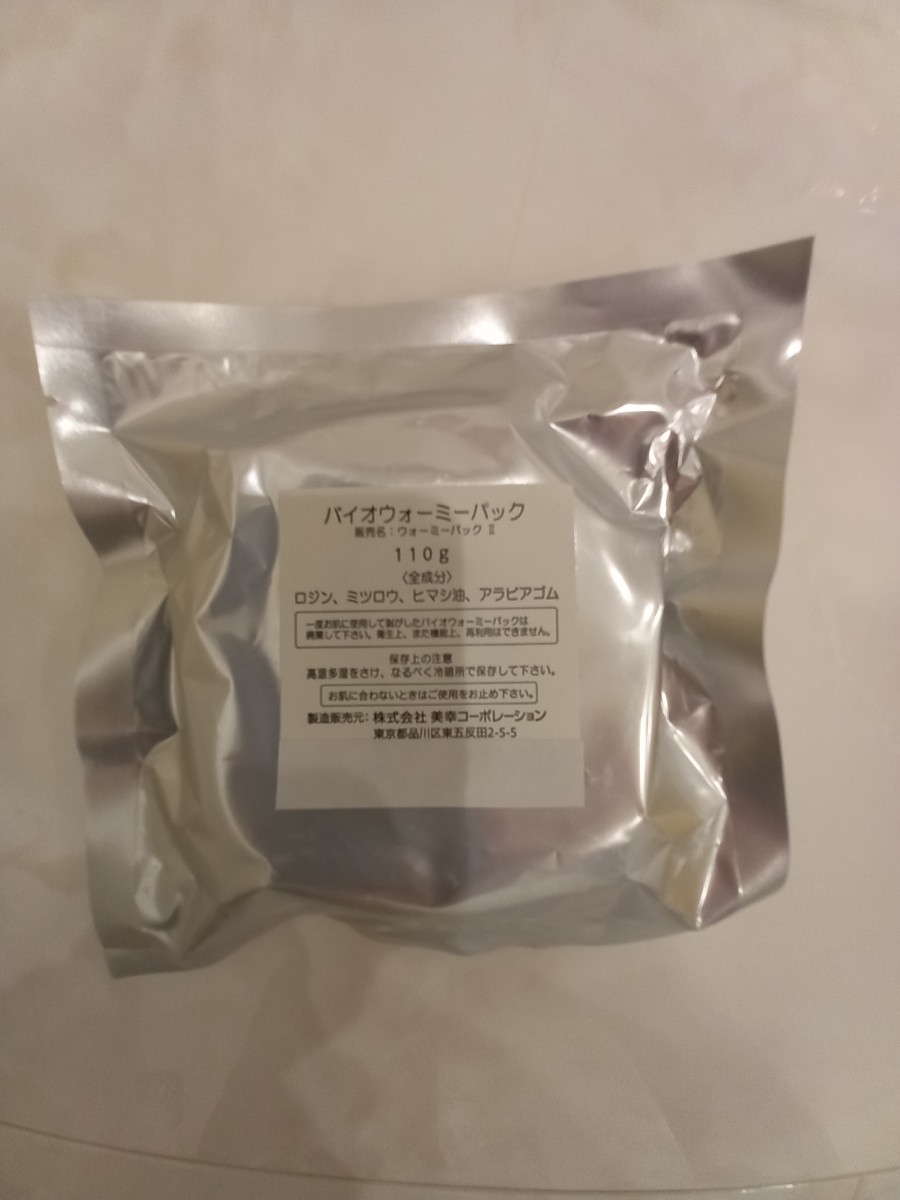 バイオウォーミーパック
販売名:ウォーミーパック Ⅱ
110g
〈全成分〉
ロジン、ミツロウ、ヒマシ油、アラビアゴム
一度お肌に使用して剥がしたバイオウォーミーパックは
廃棄して下さい。衛生上、また機能上、再利用はできません。
保存上の注意
高温多湿をさけ、なるべく冷暗所で保存して下さい。
お肌に合わないときはご使用をお止め下さい。
製造販売元:株式会社 美幸コーポレーション
東京都品川区東五反田2-5-5